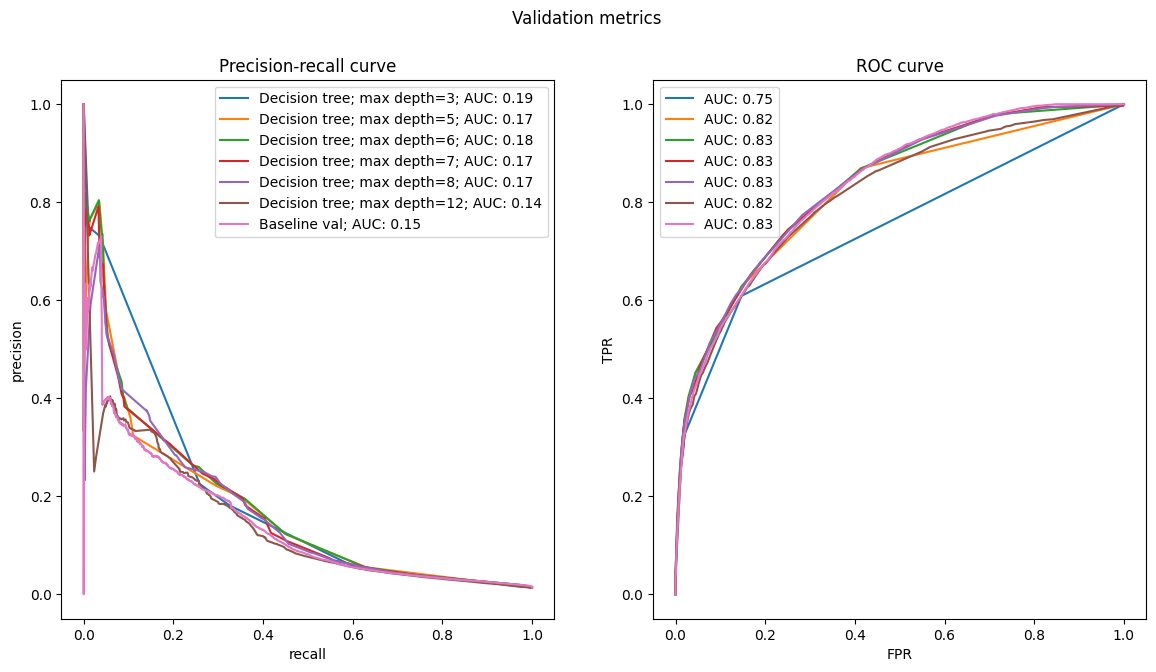 Validation metrics
Precision-recall curve
Decision tree; max depth=3; AUC: 0.19
Decision tree; max depth=5; AUC: 0.17
Decision tree; max depth=6; AUC: 0.18
Decision tree; max depth=7; AUC: 0.17
Decision tree; max depth=8; AUC: 0.17
Decision tree; max depth=12; AUC: 0.14
Baseline val; AUC: 0.15
precision
1.0
0.8
0.6
0.4
0.2
0.0
0.0 0.2 0.4 0.6 0.8 1.0
recall
ROC curve
AUC: 0.75
AUC: 0.82
AUC: 0.83
AUC: 0.83
AUC: 0.83
AUC: 0.82
AUC: 0.83
TPR
1.0
0.8
0.6
0.4
0.2
0.0
0.0 0.2 0.4 0.6 0.8 1.0
FPR